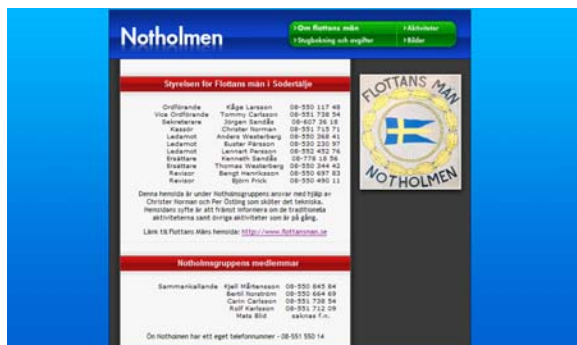 Notholmen
Om flottans män
Aktiviteter
Stugbokning och avgifter
Bilder
Styrelsen för Flottans män i Södertälje
Ordförande Kåge Larsson 08-550 117 48
Vice Ordförande Tommy Carlsson 08-551 738 54
Sekreterare Jörgen Sandås 08-607 36 18
Kassör Christer Norman 08-551 715 71
Ledamot Anders Westerberg 08-550 368 41
Ledamot Buster Pärsson 08-530 230 97
Ledamot Lennart Persson 08-552 452 76
Ersättare Kenneth Sandås 08-778 18 56
Ersättare Thomas Westerberg 08-550 344 42
Revisor Bengt Henriksson 08-550 697 83
Revisor Björn Frick 08-550 490 11
Denna hemsida är under Notholmsgruppens ansvar med hjälp av
Christer Norman och Per Östling som sköter det tekniska.
Hemsidans syfte är att främst informera om de traditionella
aktiviteterna samt övriga aktiviteter som är på gång.
Länk till Flottans Mäns hemsida: http://www.flottansman.se
Notholmsgruppens medlemmar
Sammankallande Kjell Mårtensson 08-550 845 84
Bertil Norström 08-550 664 69
Carin Carlsson 08-551 738 54
Rolf Karlsson 08-551 712 09
Mats Blid saknas f.n.
Ön Notholmen har ett eget telefonnummer - 08-551 550 14
FLOTTANS MÄN
NOTHOLMEN